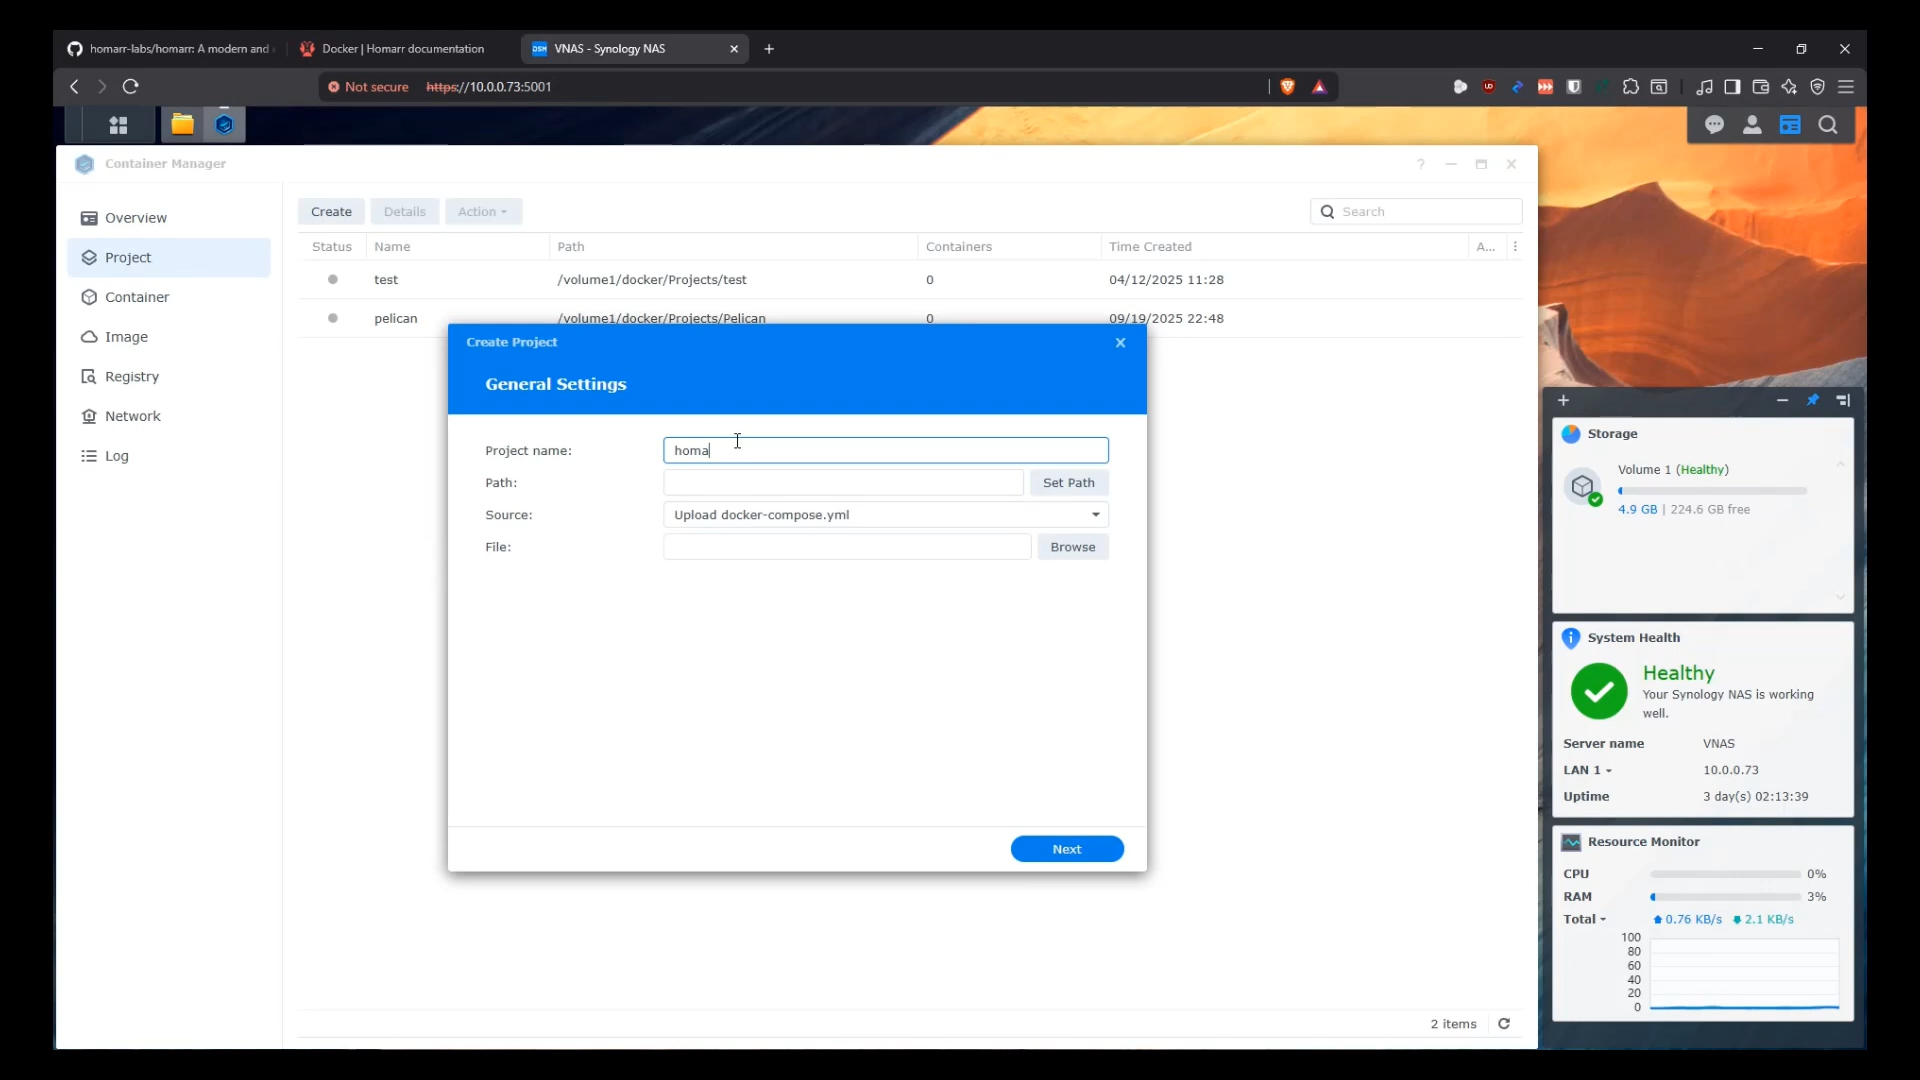 homarr-labs/homarr: A modern and
Docker | Homarr documentation
VNAS - Synology NAS
Not secure
https://10.0.0.73:5001
Container Manager
Overview
Project
Container
Image
Registry
Network
Log
Create
Details
Action
Search
Status
Name
Path
Containers
Time Created
A...
test
/volume1/docker/Projects/test
0
04/12/2025 11:28
pelican
/volume1/docker/Projects/Pelican
0
09/19/2025 22:48
Create Project
General Settings
Project name:
homa
Path:
Set Path
Source:
Upload docker-compose.yml
File:
Browse
Next
2 items
Storage
Volume 1 (Healthy)
4.9 GB | 224.6 GB free
System Health
Healthy
Your Synology NAS is working
well.
Server name
VNAS
LAN 1
10.0.0.73
Uptime
3 day(s) 02:13:39
Resource Monitor
CPU
0%
RAM
3%
Total
0.76 KB/s
2.1 KB/s
100
80
60
40
20
0